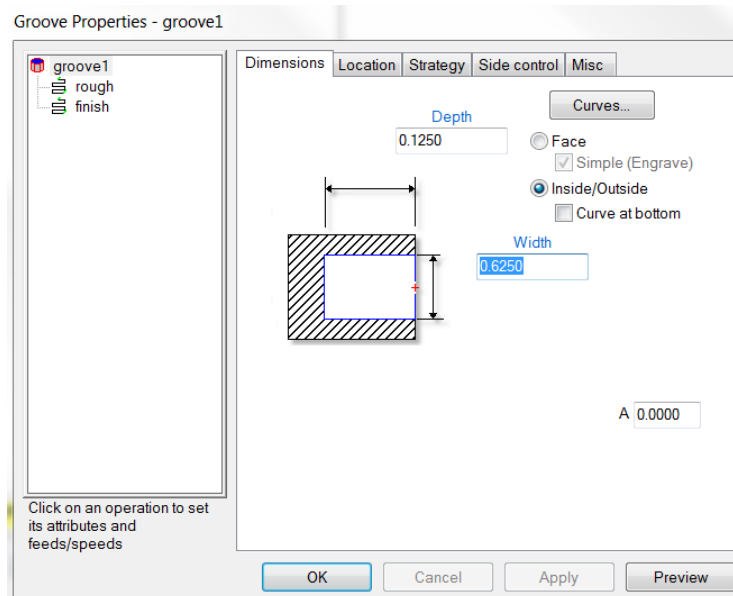 Groove Properties - groove1
groove1
rough
finish
Click on an operation to set
its attributes and
feeds/speeds
Dimensions Location Strategy Side control Misc
Curves...
Depth
0.1250
Face
Simple (Engrave)
Inside/Outside
Curve at bottom
Width
0.6250
A 0.0000
OK Cancel Apply Preview